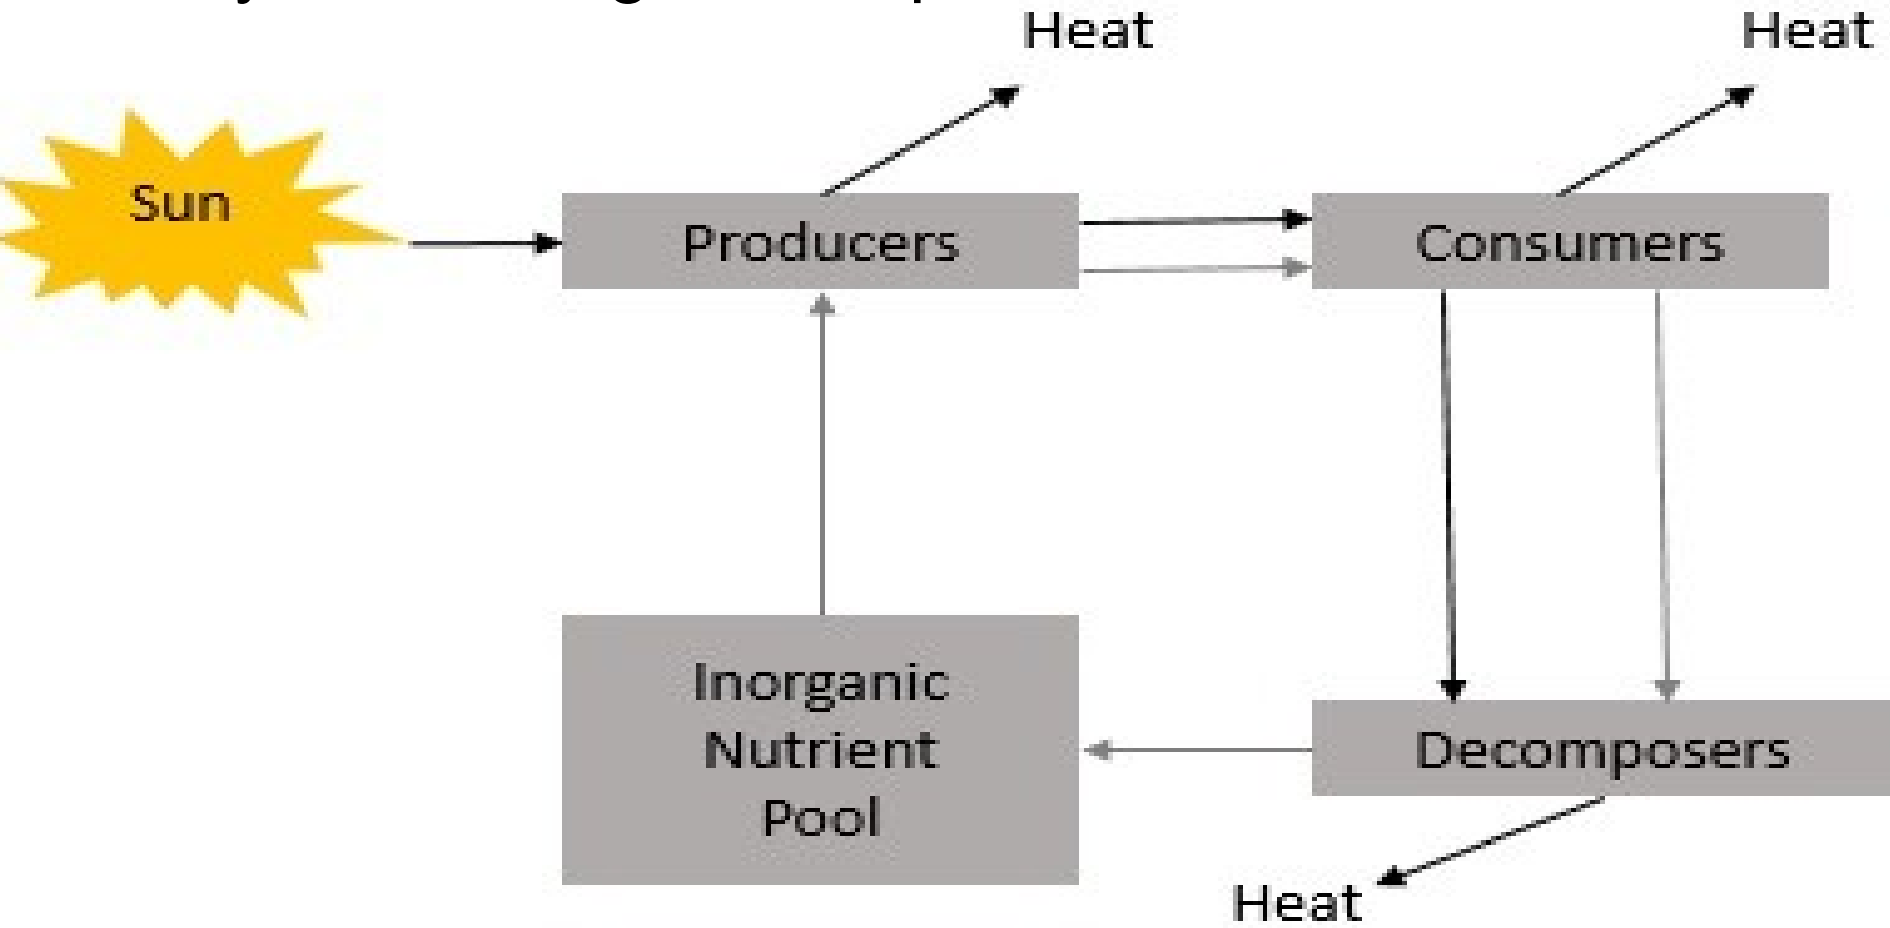 Heat
Heat
Sun
Producers
Consumers
Inorganic
Nutrient
Pool
Decomposers
Heat